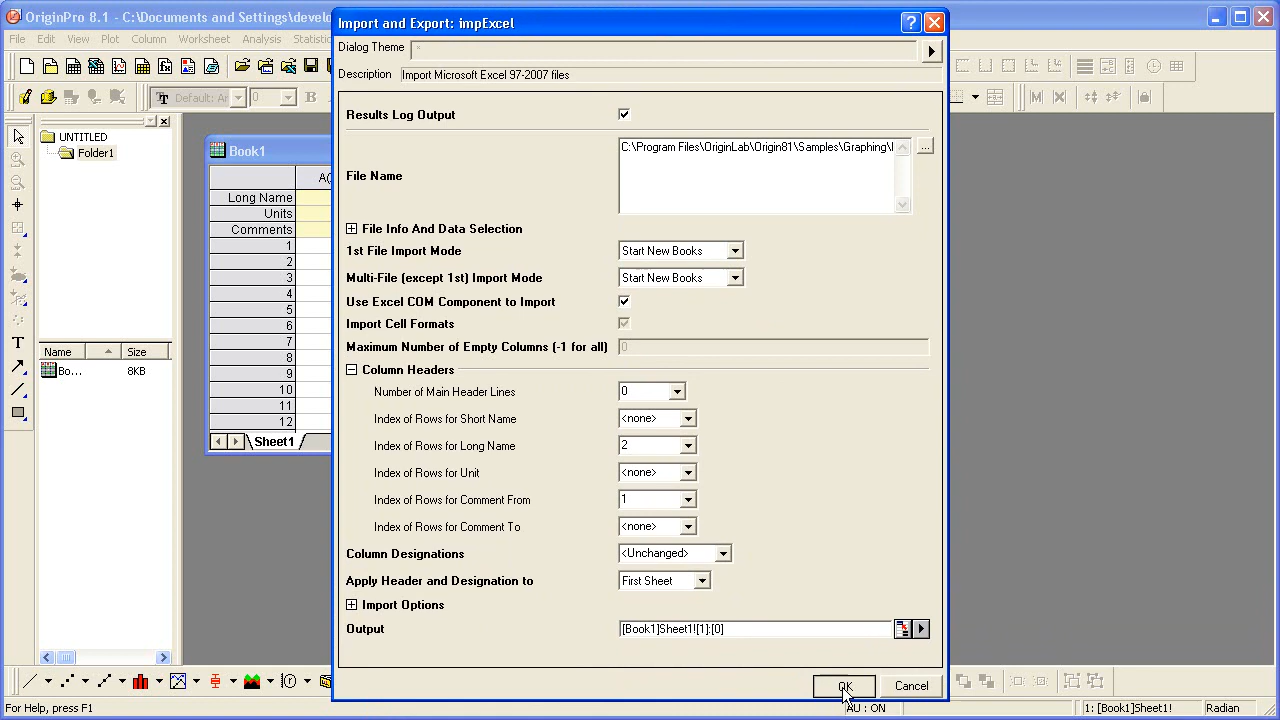 OriginPro 8.1 - C:\Documents and Settings\develo
Import and Export: impExcel
File Edit View Plot Column Worksheet Analysis Statisti
Dialog Theme *
Description Import Microsoft Excel 97-2007 files
Default: Ar 0 B
Results Log Output
File Name C:\Program Files\OriginLab\Origin81\Samples\Graphing\
File Info And Data Selection
1st File Import Mode Start New Books
Multi-File (except 1st) Import Mode Start New Books
Use Excel COM Component to Import
Import Cell Formats
Maximum Number of Empty Columns (-1 for all) 0
Column Headers
Number of Main Header Lines 0
Index of Rows for Short Name <none>
Index of Rows for Long Name 2
Index of Rows for Unit <none>
Index of Rows for Comment From 1
Index of Rows for Comment To <none>
Column Designations <Unchanged>
Apply Header and Designation to First Sheet
Import Options
Output [Book1]Sheet1![1]:[0]
OK Cancel
UNTITLED
Folder1
Name Size
Bo... 8KB
Book1
A(
Long Name
Units
Comments
1
2
3
4
5
6
7
8
9
10
11
12
Sheet1
For Help, press F1
AU : ON
1: [Book1]Sheet1!
Radian